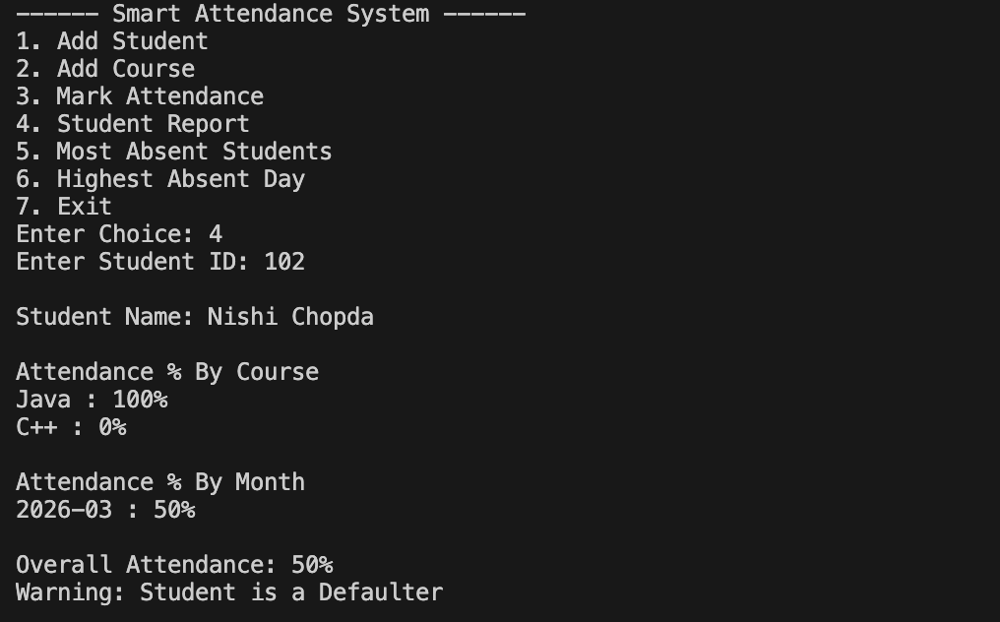 ------ Smart Attendance System ------
1. Add Student
2. Add Course
3. Mark Attendance
4. Student Report
5. Most Absent Students
6. Highest Absent Day
7. Exit
Enter Choice: 4
Enter Student ID: 102
Student Name: Nishi Chopda
Attendance % By Course
Java : 100%
C++ : 0%
Attendance % By Month
2026-03 : 50%
Overall Attendance: 50%
Warning: Student is a Defaulter